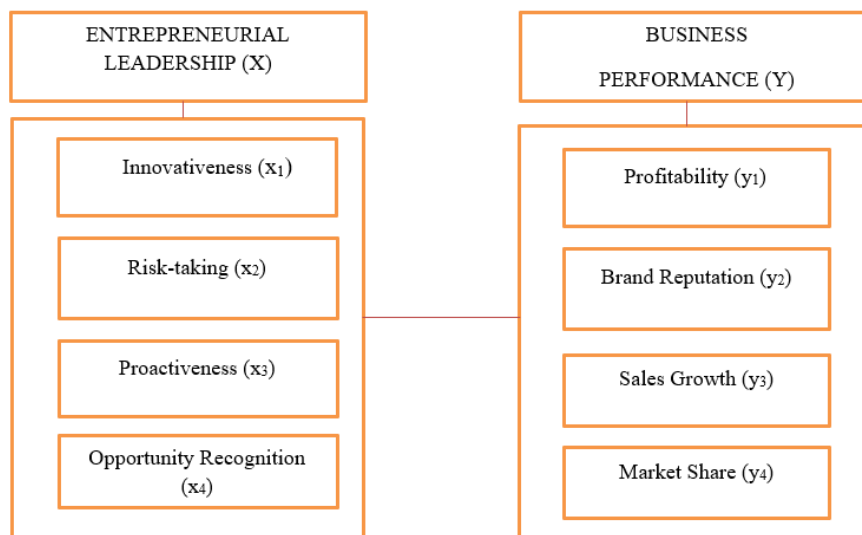 ENTREPRENEURIAL
LEADERSHIP (X)
Innovativeness (x₁)
Risk-taking (x₂)
Proactiveness (x₃)
Opportunity Recognition
(x₄)
BUSINESS
PERFORMANCE (Y)
Profitability (y₁)
Brand Reputation (y₂)
Sales Growth (y₃)
Market Share (y₄)